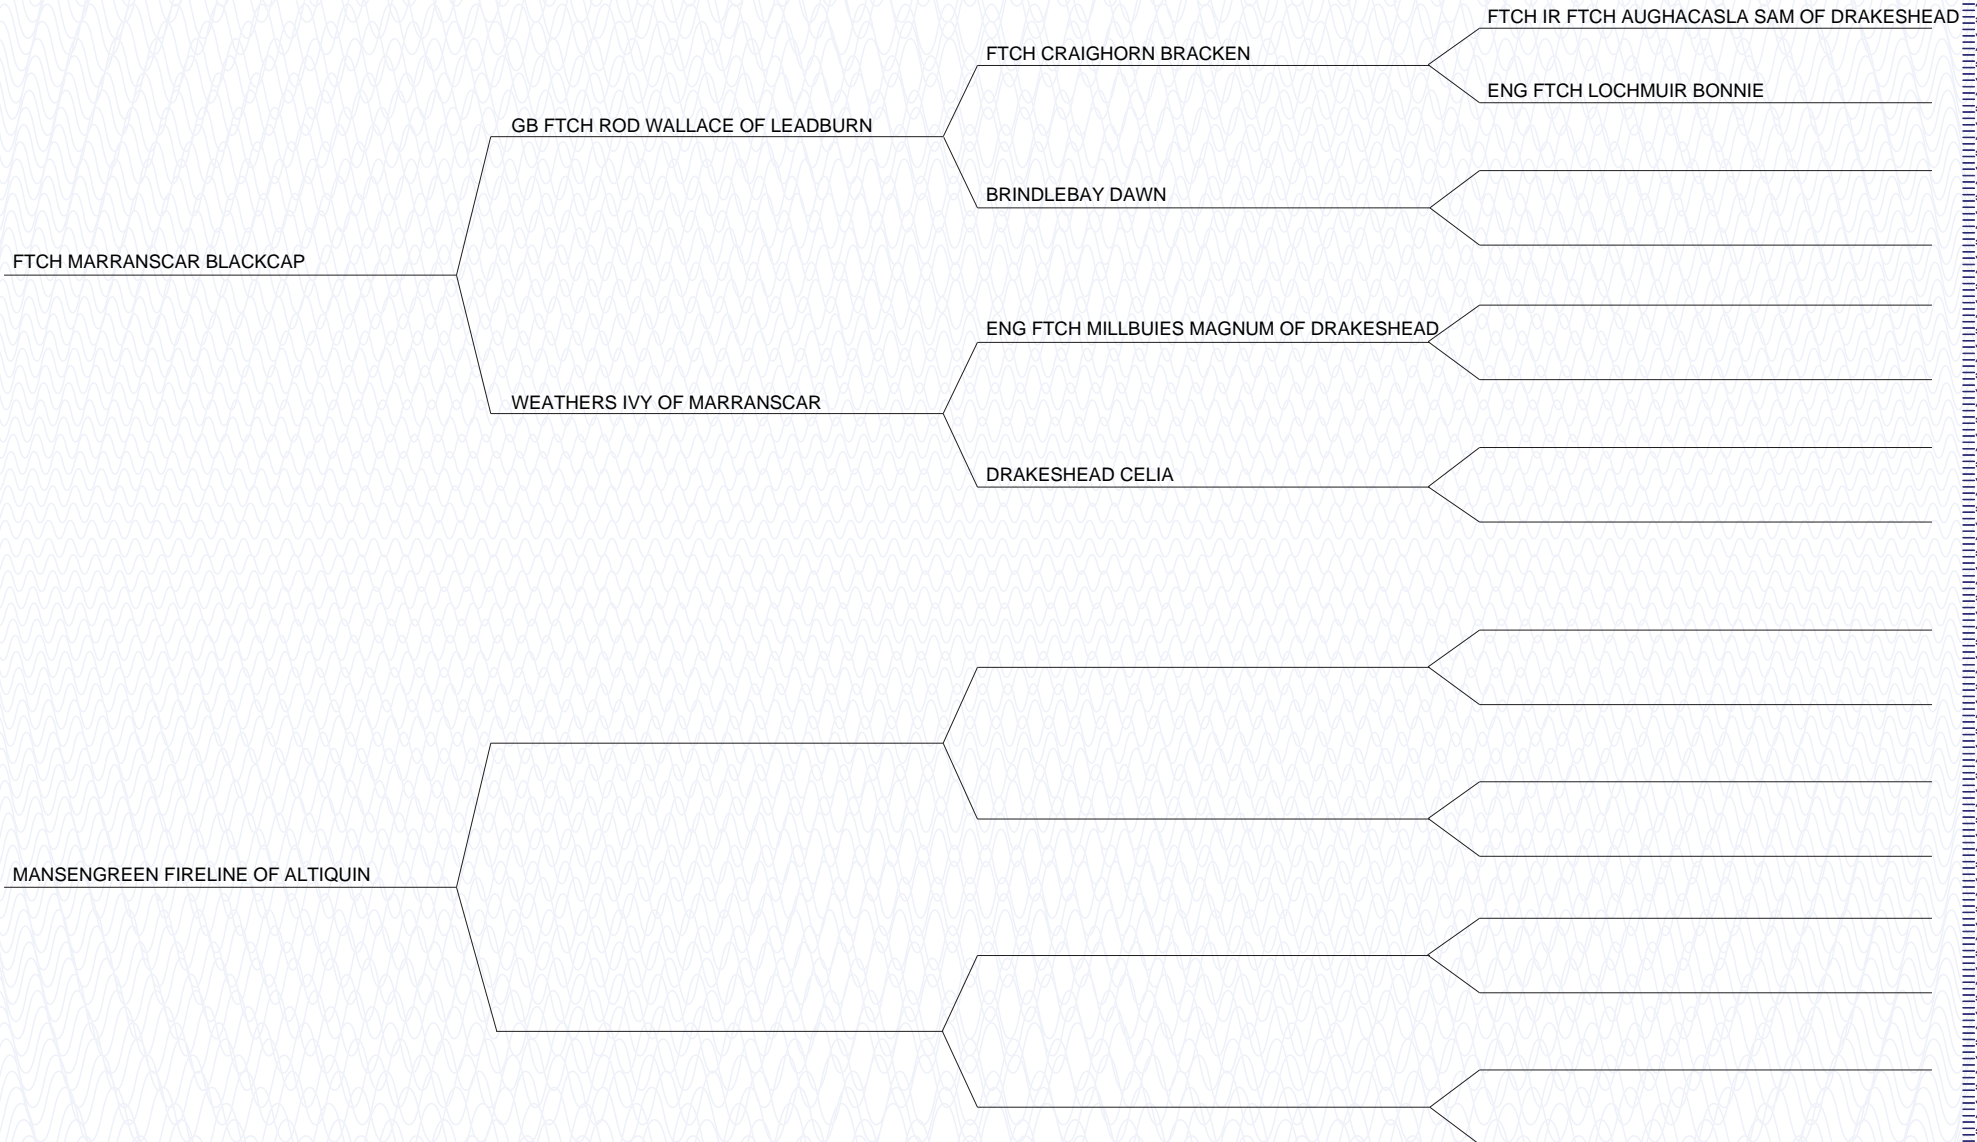 FTCH IR FTCH AUGHACASLA SAM OF DRAKESHEAD
FTCH CRAIGHORN BRACKEN
ENG FTCH LOCHMUIR BONNIE
GB FTCH ROD WALLACE OF LEADBURN
BRINDLEBAY DAWN
FTCH MARRANSCAR BLACKCAP
ENG FTCH MILLBUIES MAGNUM OF DRAKESHEAD
WEATHERS IVY OF MARRANSCAR
DRAKESHEAD CELIA
MANSENGREEN FIRELINE OF ALTIQUIN